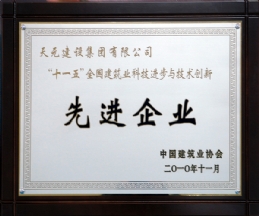 天元建设集团有限公司
“十一五”全国建筑业科技进步与技术创新
先进企业
中国建筑业协会
二〇一〇年十一月